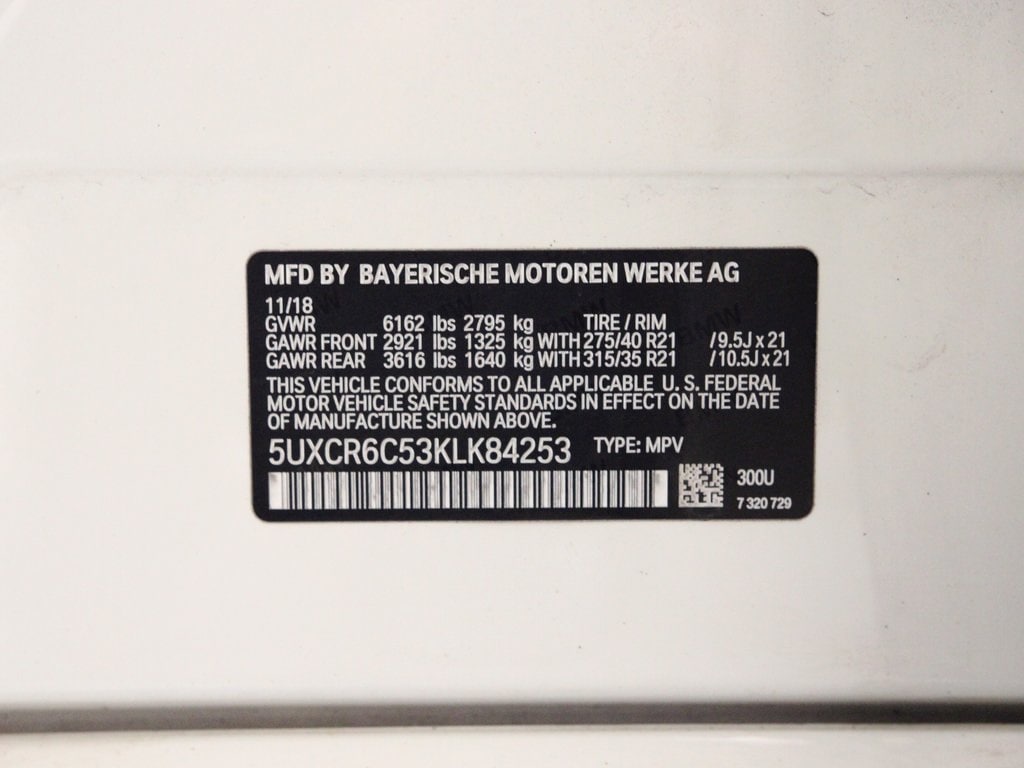 MFD BY BAYERISCHE MOTOREN WERKE AG
11/18
GVWR 6162 lbs 2795 kg TIRE / RIM
GAWR FRONT 2921 lbs 1325 kg WITH 275/40 R21 /9.5J x 21
GAWR REAR 3616 lbs 1640 kg WITH 315/35 R21 /10.5J x 21
THIS VEHICLE CONFORMS TO ALL APPLICABLE U. S. FEDERAL
MOTOR VEHICLE SAFETY STANDARDS IN EFFECT ON THE DATE
OF MANUFACTURE SHOWN ABOVE.
5UXCR6C53KLK84253 TYPE: MPV
300U
7 320 729